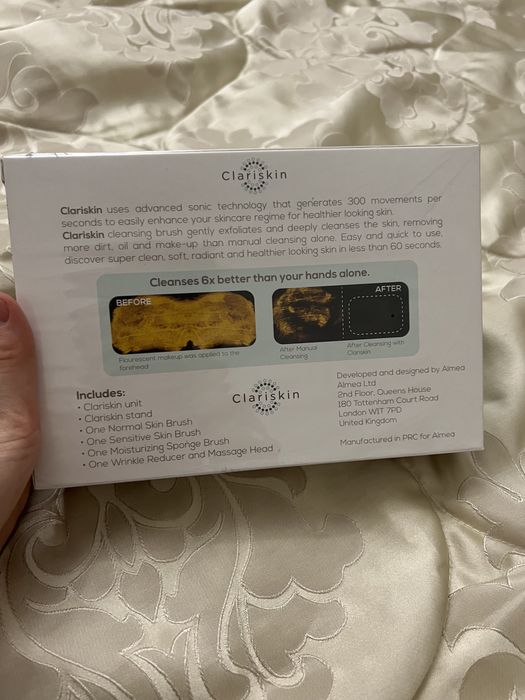 Clariskin
Clariskin uses advanced sonic technology that generates 300 movements per
seconds to easily enhance your skincare regime for healthier looking skin.
Clariskin cleansing brush gently exfoliates and deeply cleanses the skin, removing
more dirt, oil and make-up than manual cleansing alone. Easy and quick to use,
discover super clean, soft, radiant and healthier looking skin in less than 60 seconds.
Cleanses 6x better than your hands alone.
BEFORE
Flourescent makeup was applied to the
forehead
AFTER
After Manual
Cleansing
After Cleansing with
Clariskin
Includes:
• Clariskin unit
• Clariskin stand
• One Normal Skin Brush
• One Sensitive Skin Brush
• One Moisturizing Sponge Brush
• One Wrinkle Reducer and Massage Head
Clariskin
Developed and designed by Almea
Almea Ltd
2nd Floor, Queens House
180 Tottenham Court Road
London W1T 7PD
United Kingdom
Manufactured in PRC for Almea